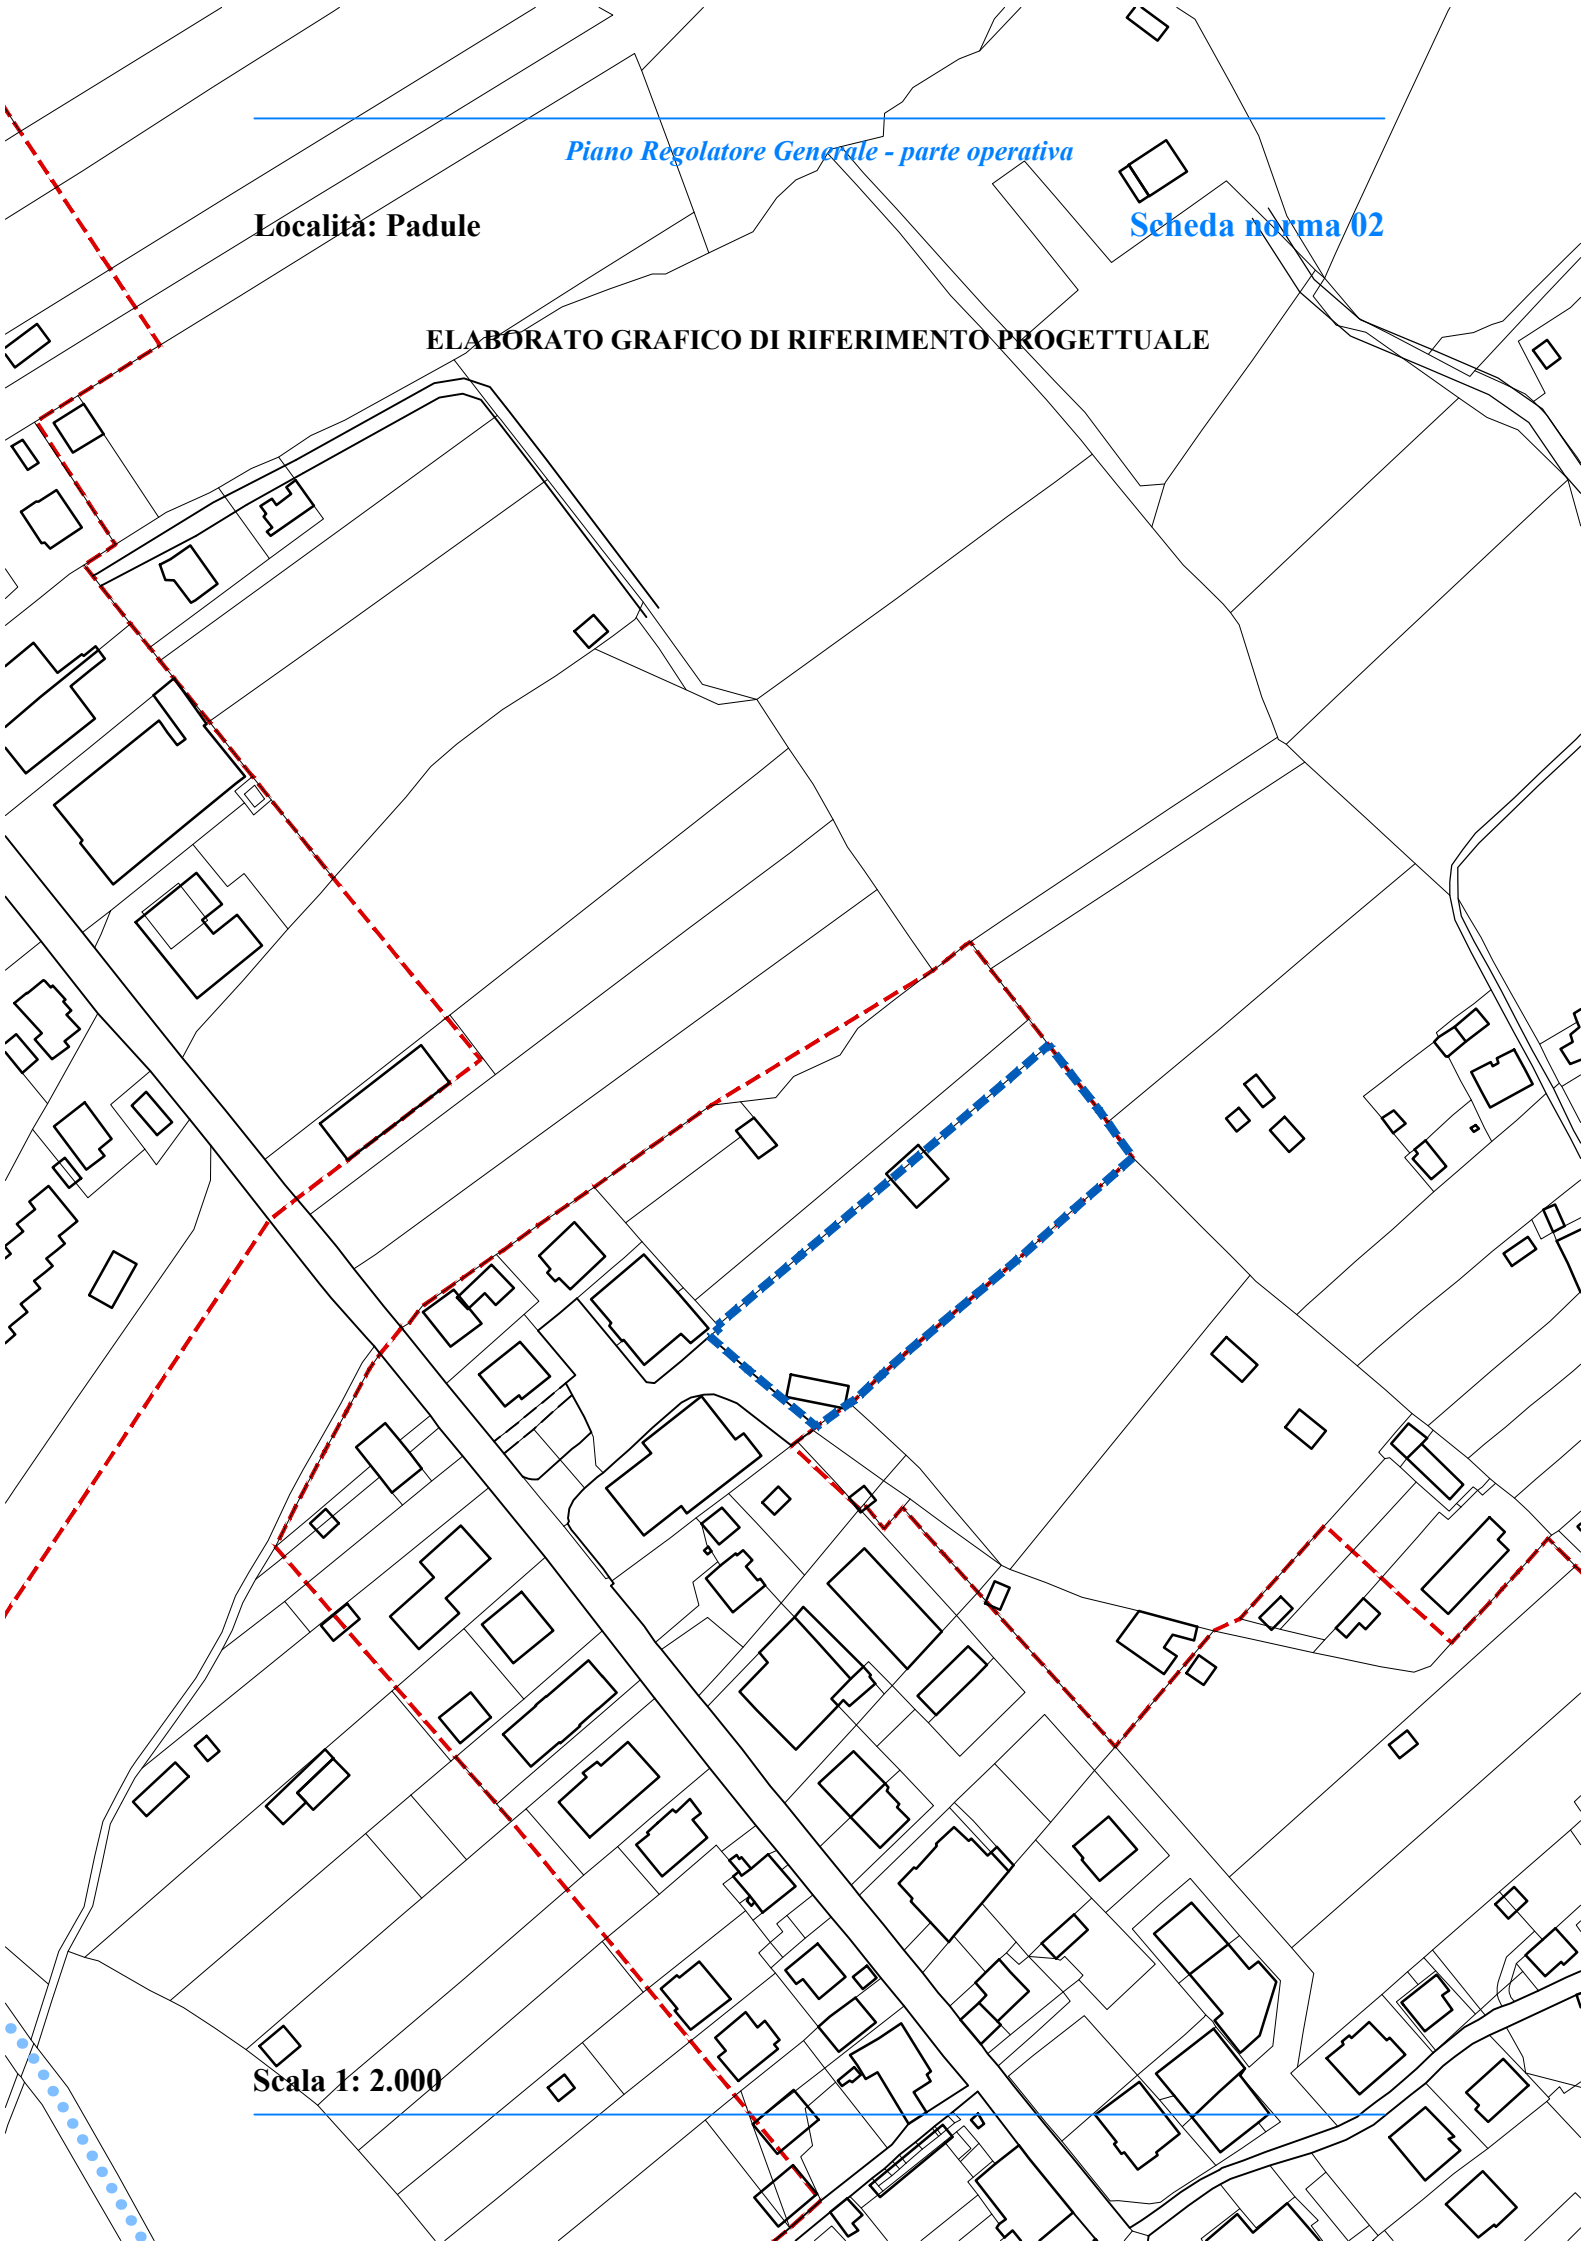 Piano Regolatore Generale - parte operativa
Località: Padule
Scheda norma 02
ELABORATO GRAFICO DI RIFERIMENTO PROGETTUALE
Scala 1: 2.000